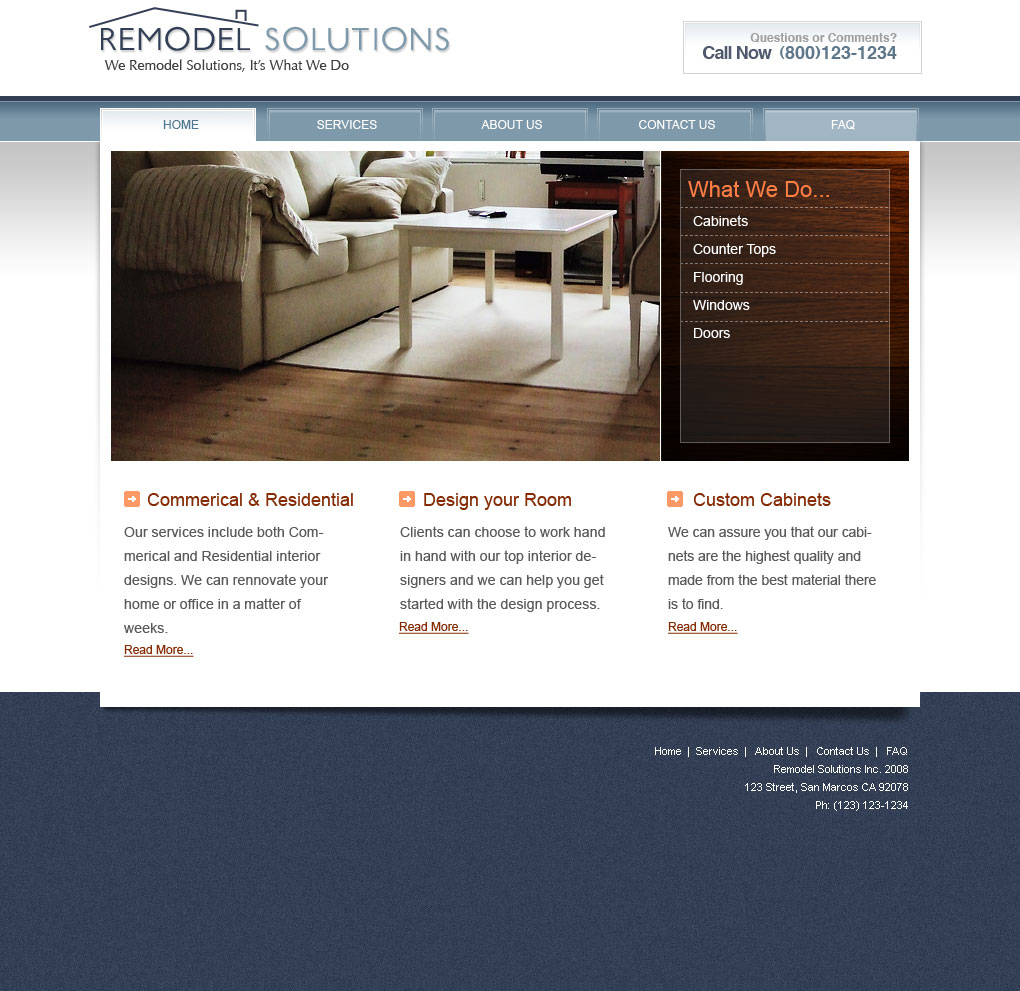 REMODEL SOLUTIONS
We Remodel Solutions, It's What We Do
Questions or Comments?
Call Now (800)123-1234
HOME
SERVICES
ABOUT US
CONTACT US
FAQ
What We Do...
Cabinets
Counter Tops
Flooring
Windows
Doors
Commerical & Residential
Our services include both Com-
merical and Residential interior
designs. We can rennovate your
home or office in a matter of
weeks.
Read More...
Design your Room
Clients can choose to work hand
in hand with our top interior de-
signers and we can help you get
started with the design process.
Read More...
Custom Cabinets
We can assure you that our cabi-
nets are the highest quality and
made from the best material there
is to find.
Read More...
Home | Services | About Us | Contact Us | FAQ
Remodel Solutions Inc. 2008
123 Street, San Marcos CA 92078
Ph: (123) 123-1234